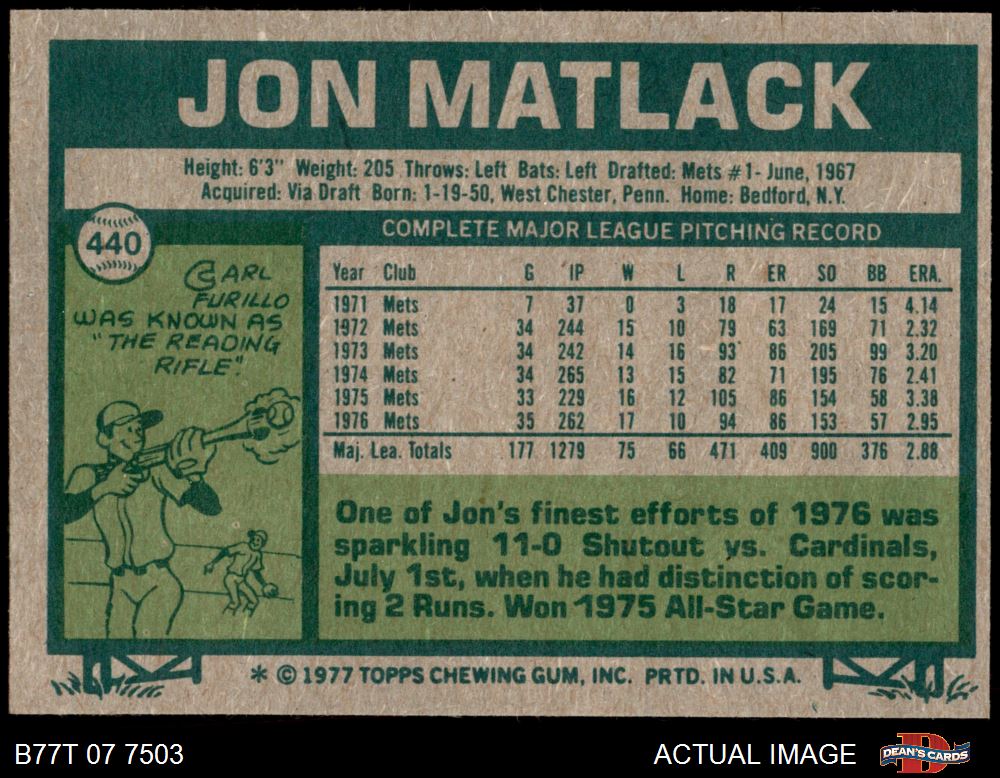 JON MATLACK
Height: 6'3" Weight: 205 Throws: Left Bats: Left Drafted: Mets #1- June, 1967
Acquired: Via Draft Born: 1-19-50, West Chester, Penn. Home: Bedford, N.Y.
440
CARL
FURILLO
WAS KNOWN AS
"THE READING
RIFLE".
COMPLETE MAJOR LEAGUE PITCHING RECORD
Year Club G IP W L R ER SO BB ERA.
1971 Mets 7 37 0 3 18 17 24 15 4.14
1972 Mets 34 244 15 10 79 63 169 71 2.32
1973 Mets 34 242 14 16 93 86 205 99 3.20
1974 Mets 34 265 13 15 82 71 195 76 2.41
1975 Mets 33 229 16 12 105 86 154 58 3.38
1976 Mets 35 262 17 10 94 86 153 57 2.95
Maj. Lea. Totals 177 1279 75 66 471 409 900 376 2.88
One of Jon's finest efforts of 1976 was
sparkling 11-0 Shutout vs. Cardinals,
July 1st, when he had distinction of scor-
ing 2 Runs. Won 1975 All-Star Game.
* © 1977 TOPPS CHEWING GUM, INC. PRTD. IN U.S.A.
B77T 07 7503
ACTUAL IMAGE
DEAN'S CARDS